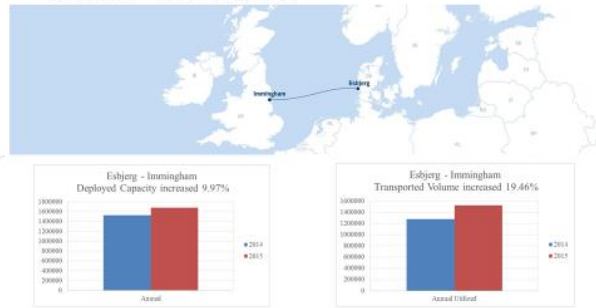 Immingham
Esbjerg
Esbjerg - Immingham
Deployed Capacity increased 9.97%
1800000
1600000
1400000
1200000
1000000
800000
600000
400000
200000
0
2014
2015
Annual
Esbjerg - Immingham
Transported Volume increased 19.46%
1600000
1400000
1200000
1000000
800000
600000
400000
200000
0
2014
2015
Annual Utilized